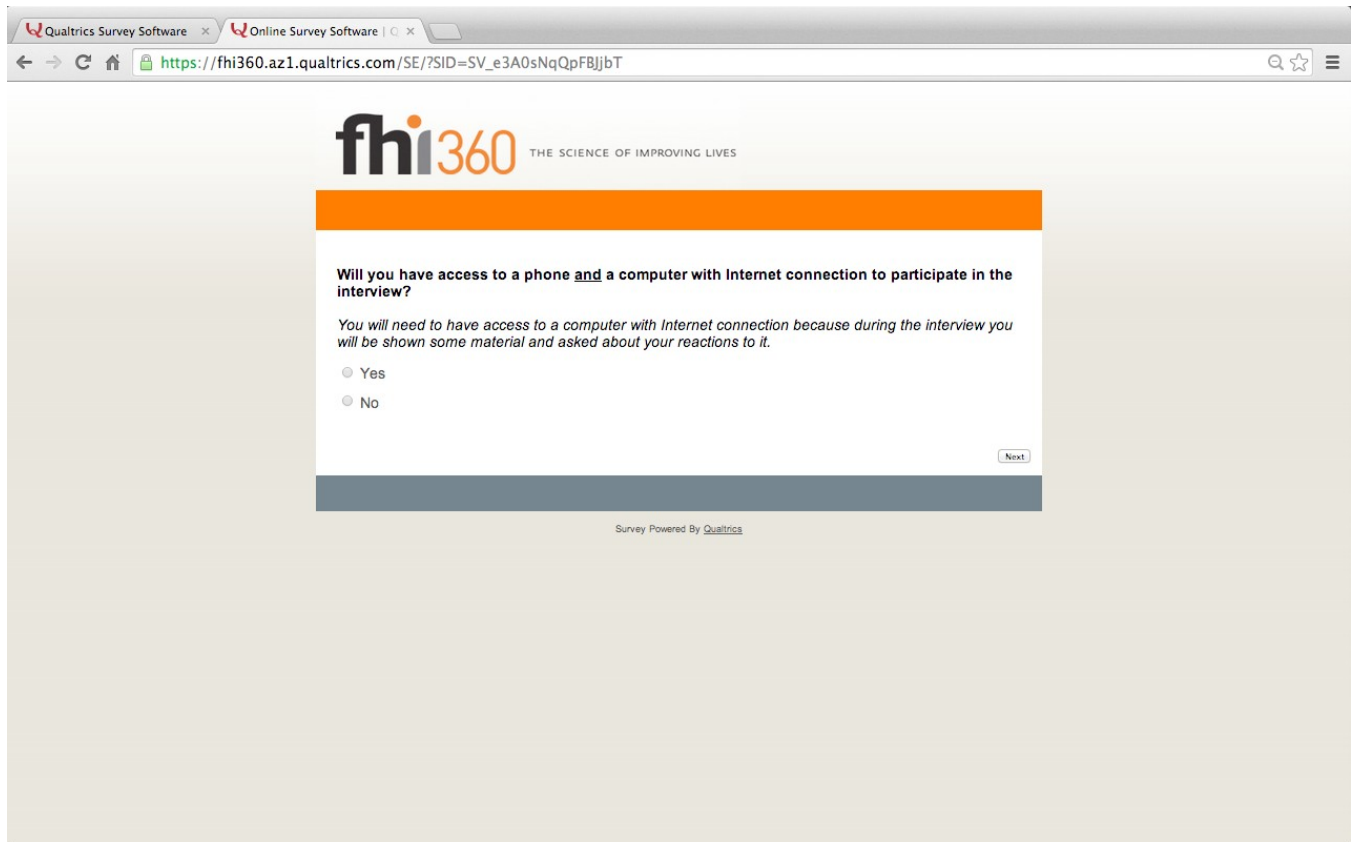 Qualtrics Survey Software
Online Survey Software | Q
https://fhi360.az1.qualtrics.com/SE/?SID=SV_e3A0sNqQpFBJjbT
fhi360 THE SCIENCE OF IMPROVING LIVES
Will you have access to a phone and a computer with Internet connection to participate in the
interview?
You will need to have access to a computer with Internet connection because during the interview you
will be shown some material and asked about your reactions to it.
Yes
No
Next
Survey Powered By Qualtrics